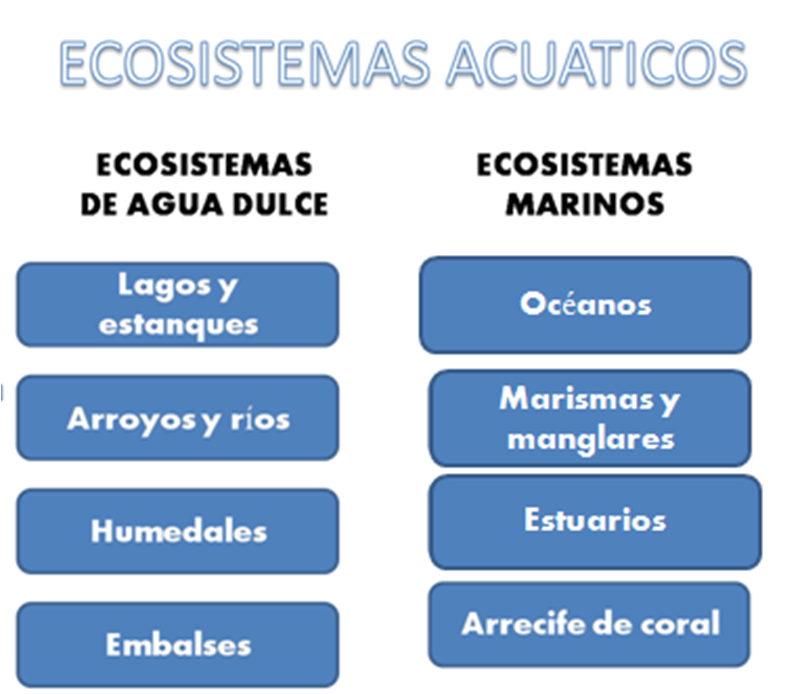 ECOSISTEMAS ACUATICOS
ECOSISTEMAS
DE AGUA DULCE
Lagos y
estanques
Arroyos y ríos
Humedales
Embalses
ECOSISTEMAS
MARINOS
Océanos
Marismas y
manglares
Estuarios
Arrecife de coral